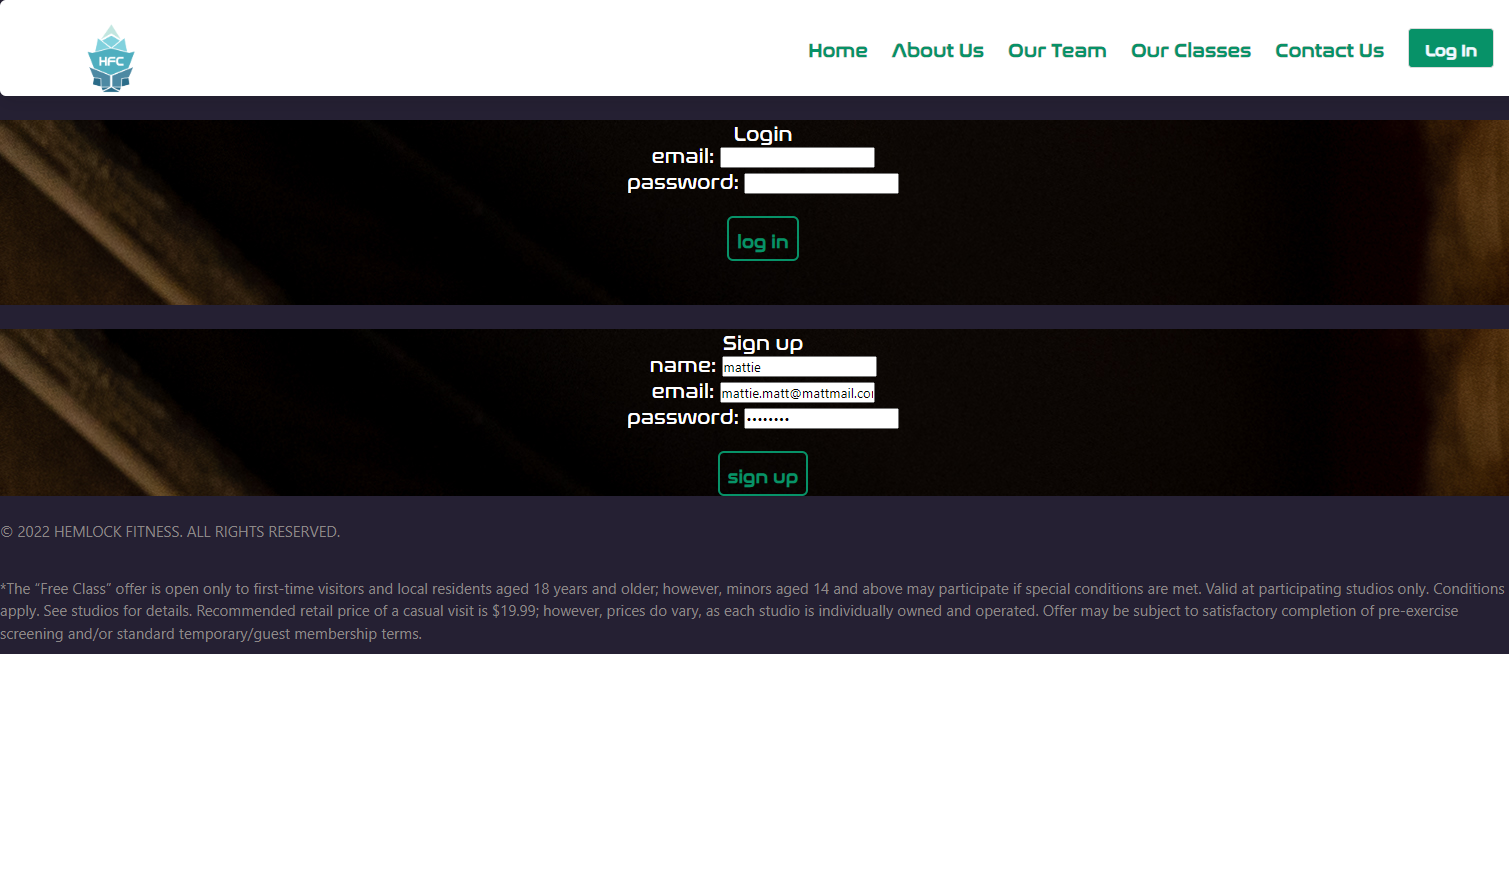 HFC
Home About Us Our Team Our Classes Contact Us Log In
Login
email:
password:
log in
Sign up
name: mattie
email: mattie.matt@mattmail.co
password: ••••••••
sign up
© 2022 HEMLOCK FITNESS. ALL RIGHTS RESERVED.
*The “Free Class” offer is open only to first-time visitors and local residents aged 18 years and older; however, minors aged 14 and above may participate if special conditions are met. Valid at participating studios only. Conditions
apply. See studios for details. Recommended retail price of a casual visit is $19.99; however, prices do vary, as each studio is individually owned and operated. Offer may be subject to satisfactory completion of pre-exercise
screening and/or standard temporary/guest membership terms.